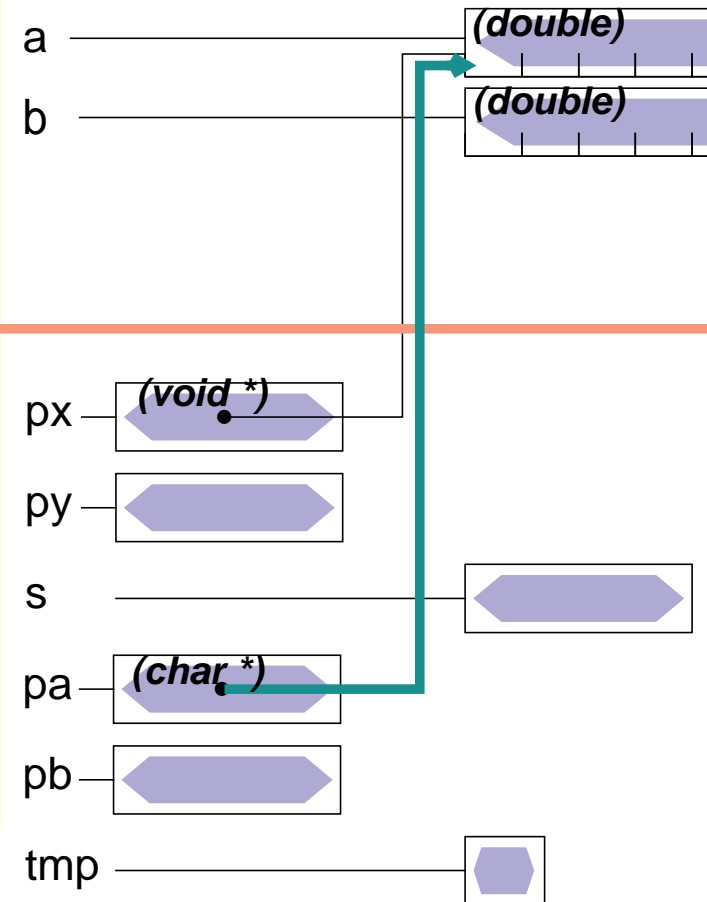 a (double)
b (double)
px (void *)
py
s
pa (char *)
pb
tmp